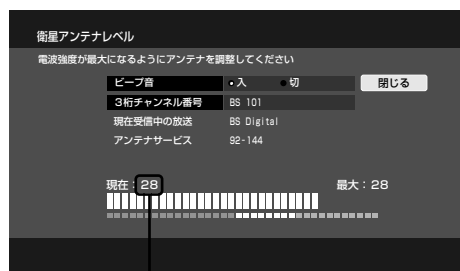 衛星アンテナレベル
電波強度が最大になるようにアンテナを調整してください
ビープ音 ・入 ・切 閉じる
3桁チャンネル番号 BS 101
現在受信中の放送 BS Digital
アンテナサービス 92-144
現在：28 最大：28